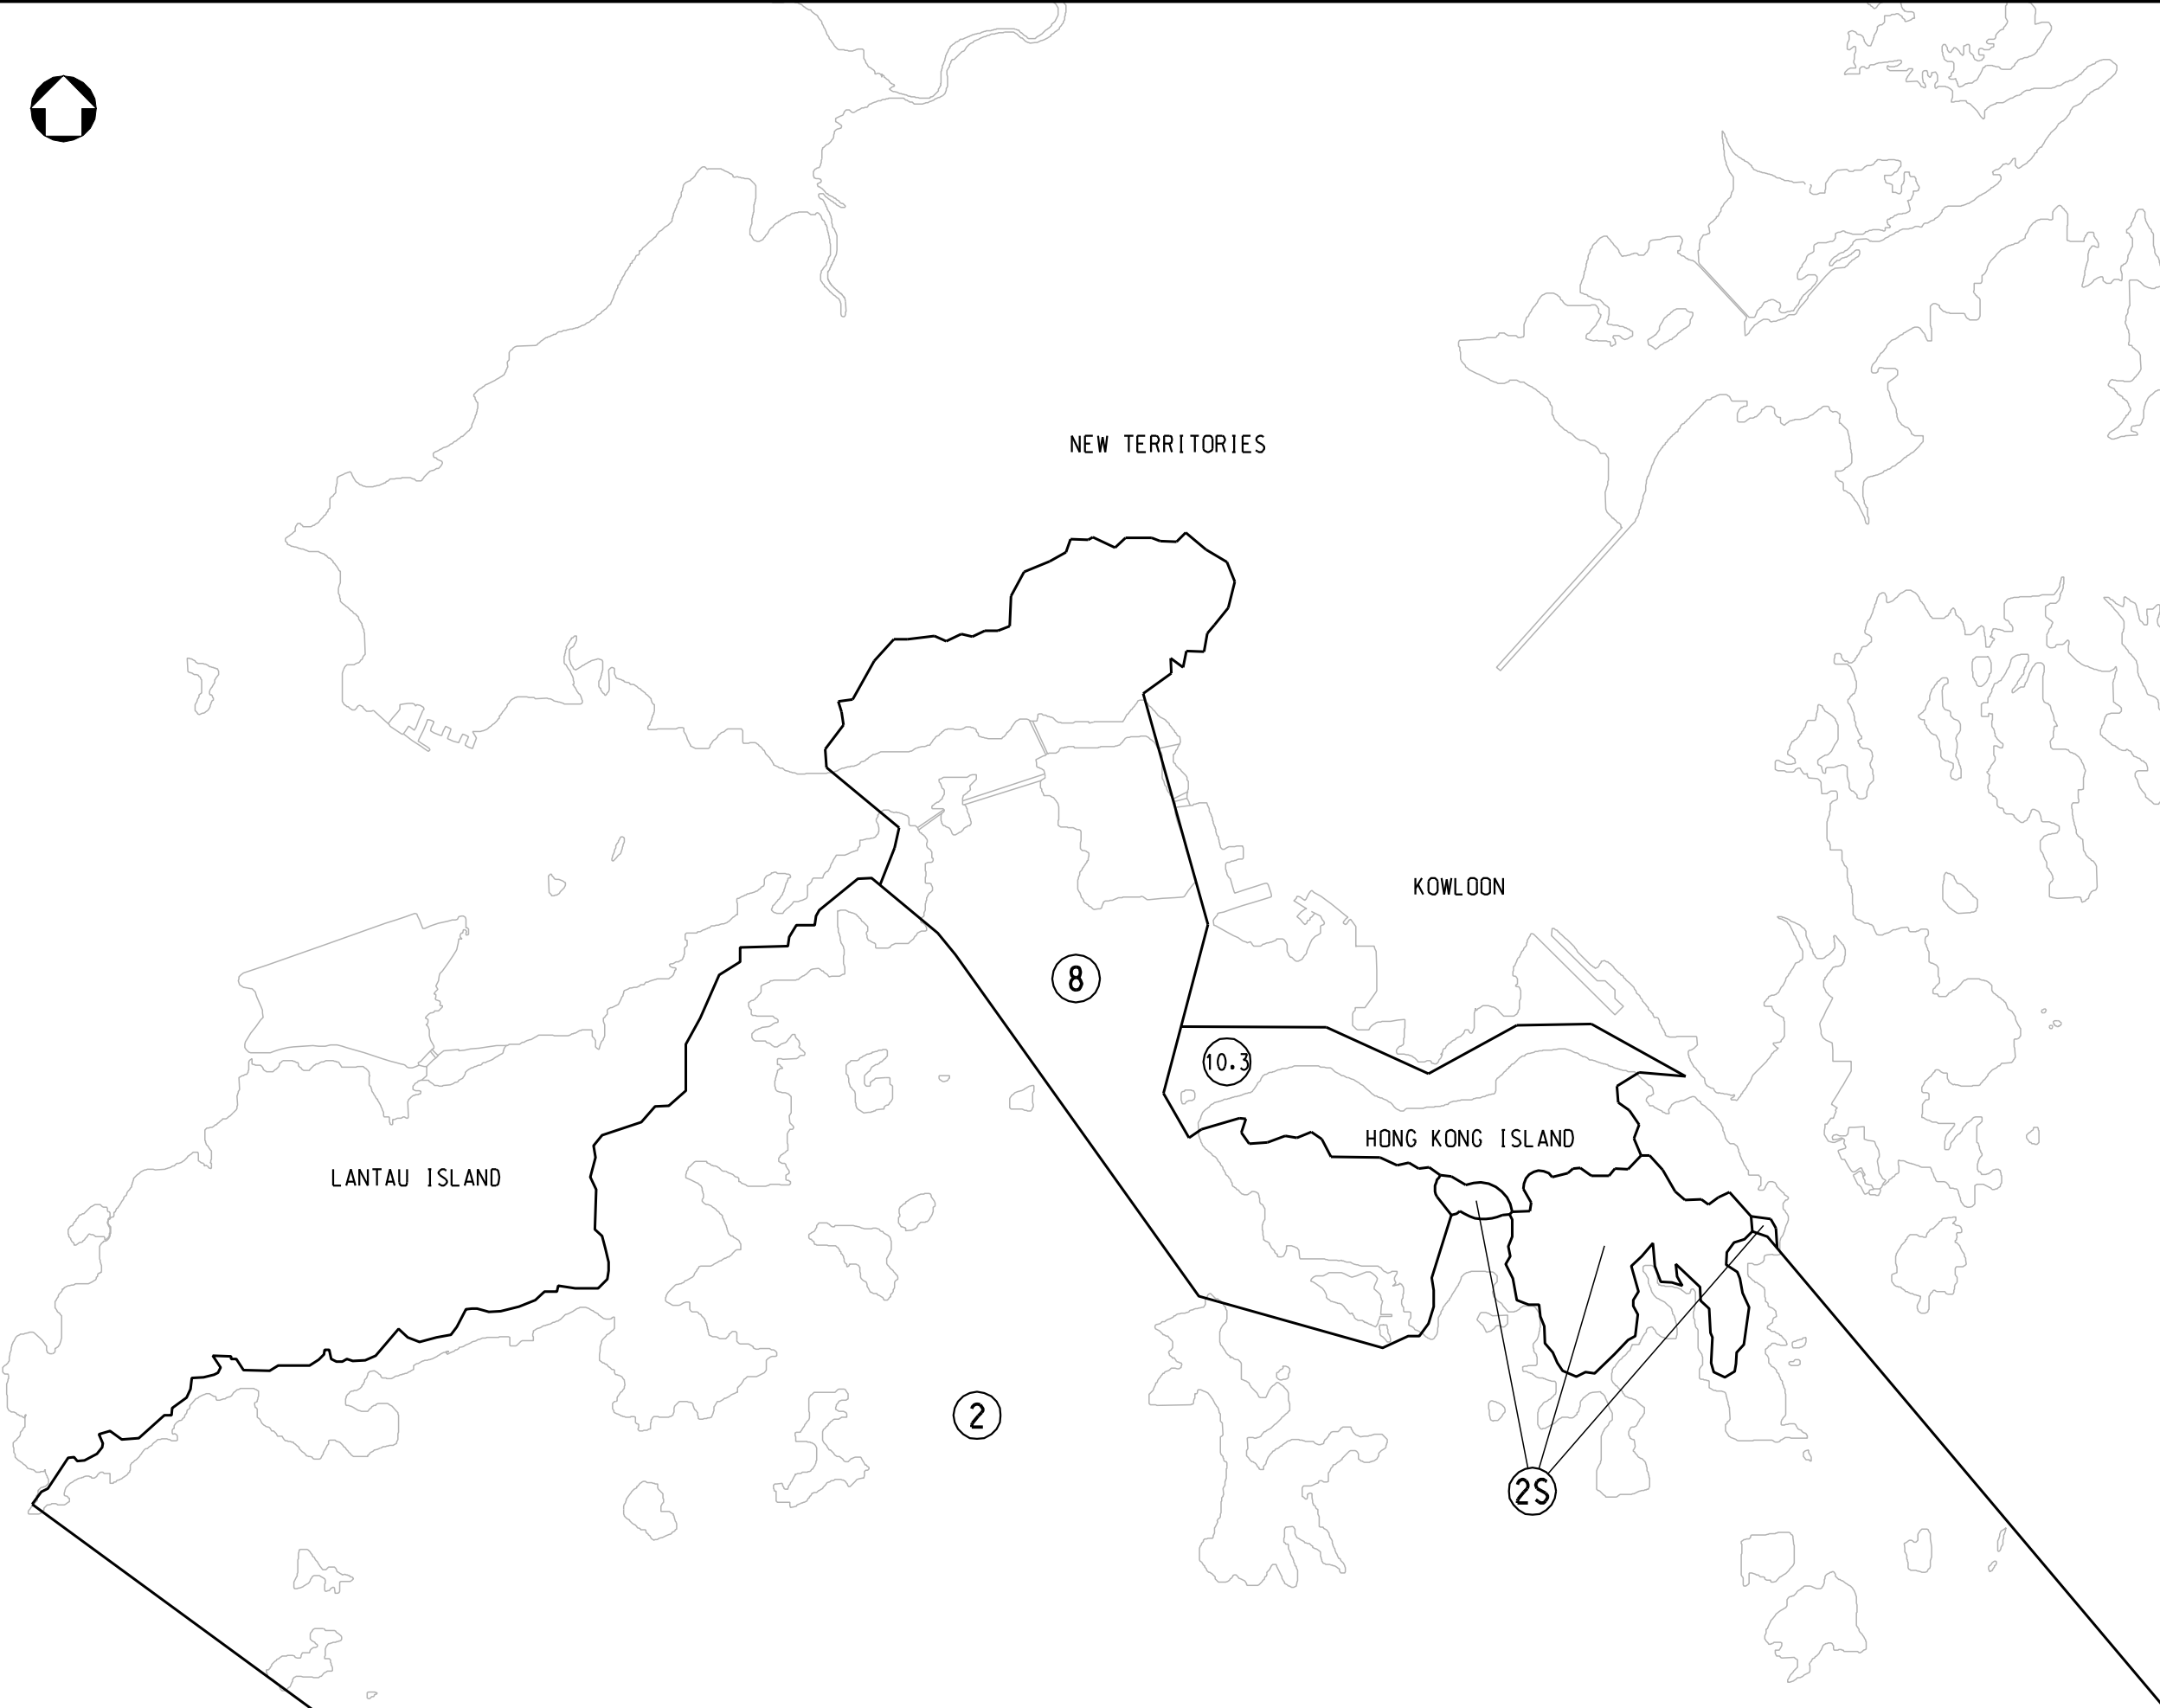 NEW TERRITORIES
KOWLOON
8
10.3
HONG KONG ISLAND
LANTAU ISLAND
2
2S